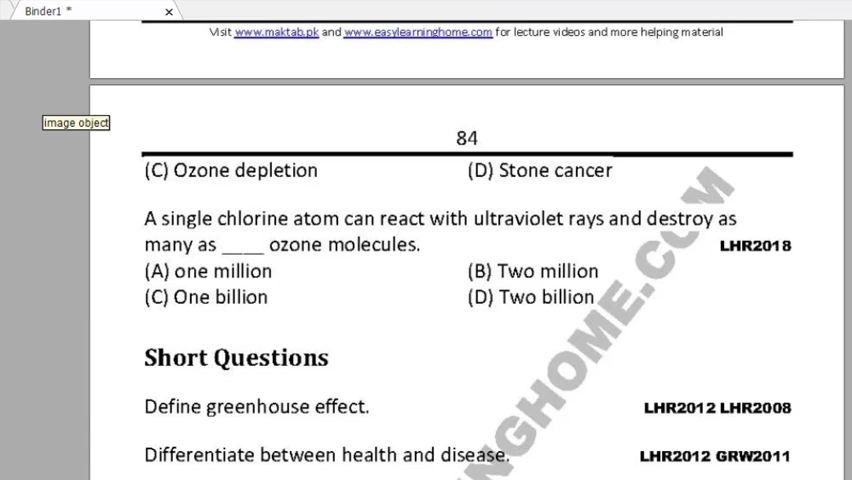 Binder1 *
Visit www.maktab.pk and www.easylearninghome.com for lecture videos and more helping material
image object
84
(C) Ozone depletion (D) Stone cancer
A single chlorine atom can react with ultraviolet rays and destroy as
many as ____ ozone molecules. LHR2018
(A) one million (B) Two million
(C) One billion (D) Two billion
Short Questions
Define greenhouse effect. LHR2012 LHR2008
Differentiate between health and disease. LHR2012 GRW2011
NINGHOME.COM